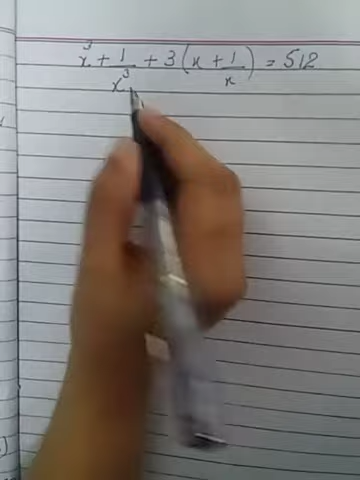 x³ + 1/x³ + 3(x + 1/x) = 512